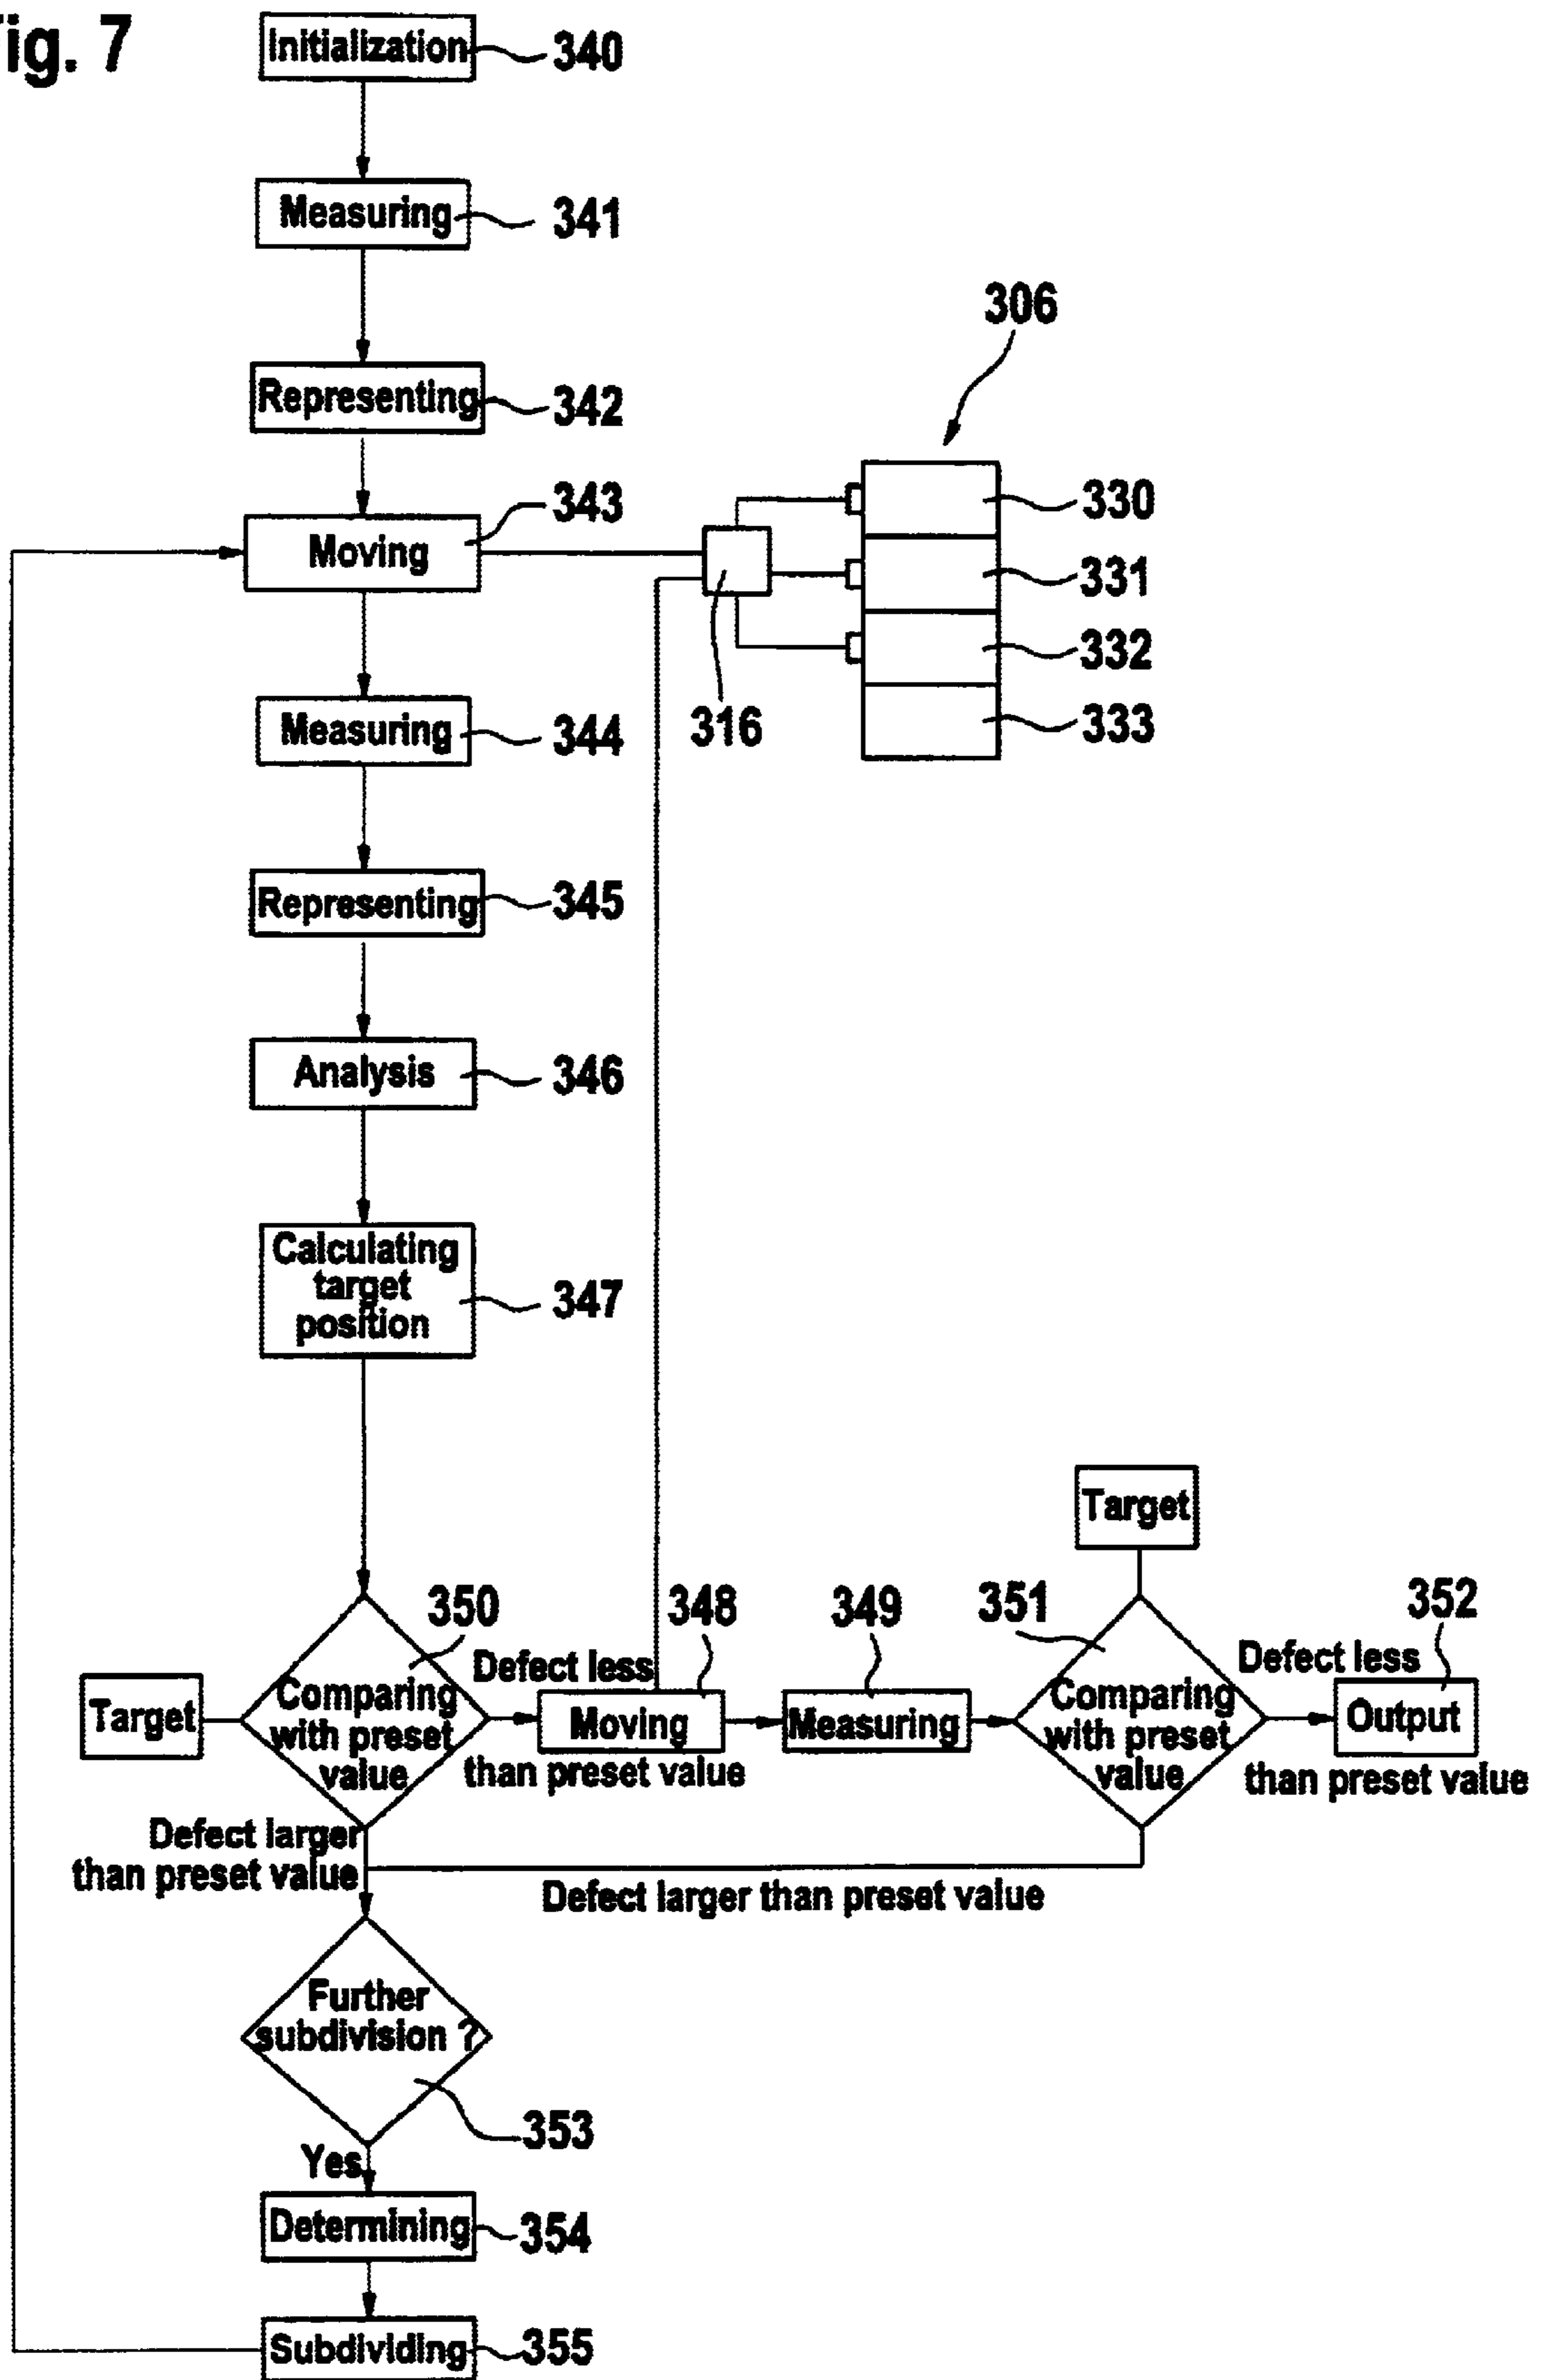 Fig. 7
Initialization
340
Measuring
341
306
Representing
342
343
330
Moving
331
332
316
333
Measuring
344
Representing
345
Analysis
346
Calculating
target
position
347
Target
350
348
349
351
352
Defect less
Defect less
Target
Comparing
with preset
value
Moving
Measuring
Comparing
with preset
value
Output
than preset value
than preset value
Defect larger
than preset value
Defect larger than preset value
Further
subdivision ?
353
Yes
Determining
354
Subdividing
355